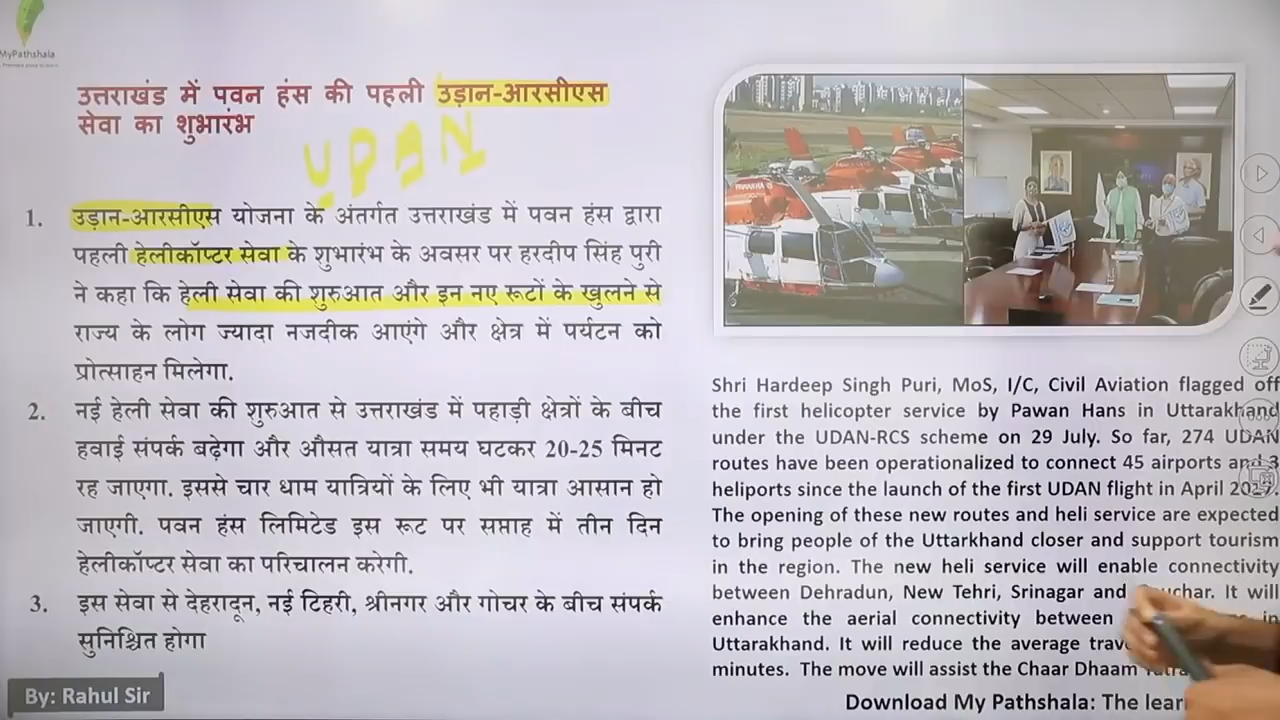 MyPathshala
उत्तराखंड में पवन हंस की पहली उड़ान-आरसीएस
सेवा का शुभारंभ
UDAN
1. उड़ान-आरसीएस योजना के अंतर्गत उत्तराखंड में पवन हंस द्वारा
पहली हेलीकॉप्टर सेवा के शुभारंभ के अवसर पर हरदीप सिंह पुरी
ने कहा कि हेली सेवा की शुरुआत और इन नए रूटों के खुलने से
राज्य के लोग ज्यादा नजदीक आएंगे और क्षेत्र में पर्यटन को
प्रोत्साहन मिलेगा.
2. नई हेली सेवा की शुरुआत से उत्तराखंड में पहाड़ी क्षेत्रों के बीच
हवाई संपर्क बढ़ेगा और औसत यात्रा समय घटकर 20-25 मिनट
रह जाएगा. इससे चार धाम यात्रियों के लिए भी यात्रा आसान हो
जाएगी. पवन हंस लिमिटेड इस रूट पर सप्ताह में तीन दिन
हेलीकॉप्टर सेवा का परिचालन करेगी.
3. इस सेवा से देहरादून, नई टिहरी, श्रीनगर और गोचर के बीच संपर्क
सुनिश्चित होगा
By: Rahul Sir
Shri Hardeep Singh Puri, MoS, I/C, Civil Aviation flagged off
the first helicopter service by Pawan Hans in Uttarakhand
under the UDAN-RCS scheme on 29 July. So far, 274 UDAN
routes have been operationalized to connect 45 airports and 3
heliports since the launch of the first UDAN flight in April
The opening of these new routes and heli service are expected
to bring people of the Uttarkhand closer and support tourism
in the region. The new heli service will enable connectivity
between Dehradun, New Tehri, Srinagar and It will
enhance the aerial connectivity between in
Uttarakhand. It will reduce the average
minutes. The move will assist the Chaar Dhaam
Download My Pathshala: The